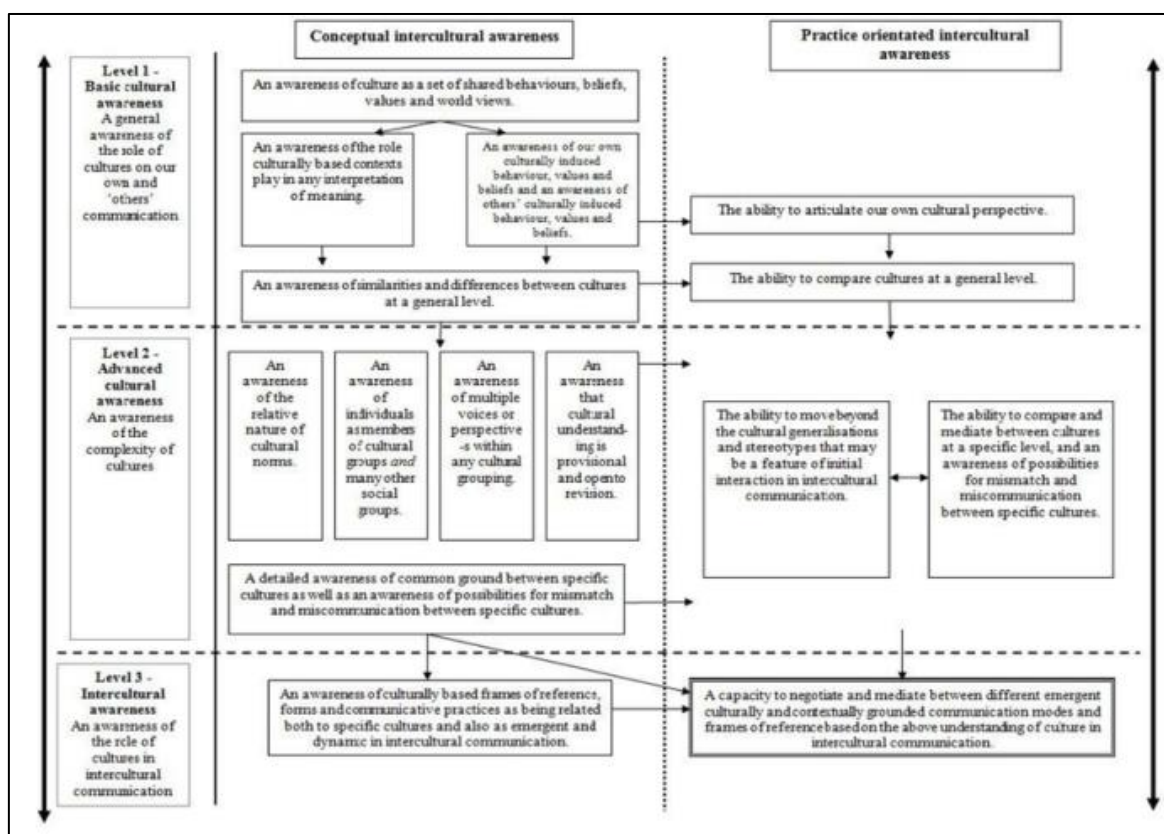 Conceptual intercultural awareness
Practice orientated intercultural
awareness
Level 1 -
Basic cultural
awareness
A general
awareness of
the role of
cultures on our
own and
‘others’
communication
An awareness of culture as a set of shared behaviours, beliefs,
values and world views.
An awareness of the role
culturally based contexts
play in any interpretation
of meaning.
An awareness of our own
culturally induced
behaviour, values and
beliefs and an awareness of
others’ culturally induced
behaviour, values and
beliefs.
The ability to articulate our own cultural perspective.
An awareness of similarities and differences between cultures
at a general level.
The ability to compare cultures at a general level.
Level 2 -
Advanced
cultural
awareness
An awareness
of the
complexity of
cultures
An
awareness
of the
relative
nature of
cultural
norms.
An
awareness
of
individuals
as members
of cultural
groups and
many other
social
groups.
An
awareness
of multiple
voices or
perspective
-s within
any cultural
grouping.
An
awareness
that
cultural
understand-
ing is
provisional
and open to
revision.
The ability to move beyond
the cultural generalisations
and stereotypes that may
be a feature of initial
interaction in intercultural
communication.
The ability to compare and
mediate between cultures
at a specific level, and an
awareness of possibilities
for mismatch and
miscommunication
between specific cultures.
A detailed awareness of common ground between specific
cultures as well as an awareness of possibilities for mismatch
and miscommunication between specific cultures.
Level 3 -
Intercultural
awareness
An awareness of
the role of
cultures in
intercultural
communication
An awareness of culturally based frames of reference,
forms and communicative practices as being related
both to specific cultures and also as emergent and
dynamic in intercultural communication.
A capacity to negotiate and mediate between different emergent
culturally and contextually grounded communication modes and
frames of reference based on the above understanding of culture in
intercultural communication.